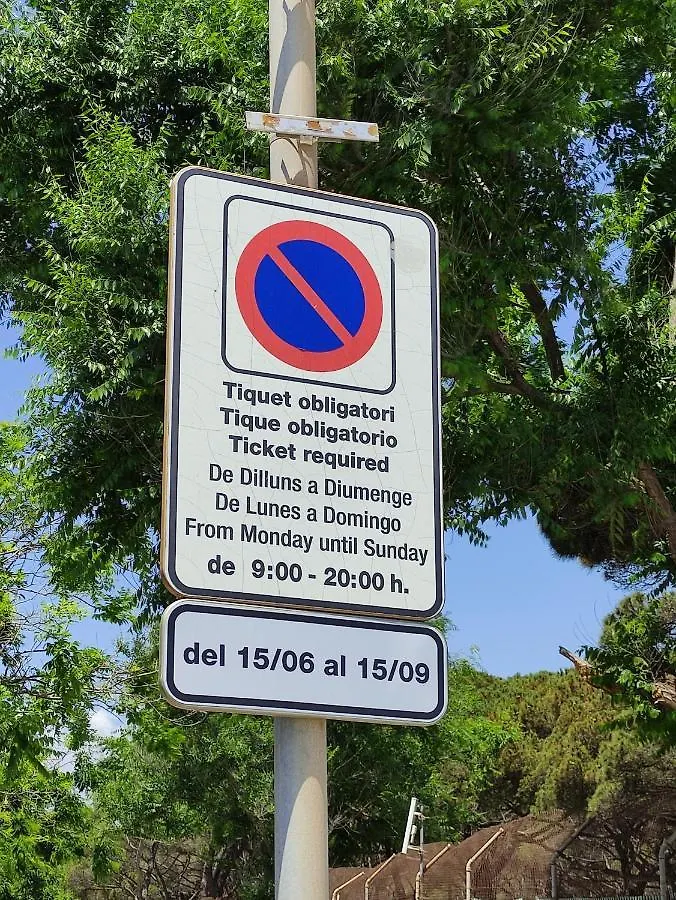 Tiquet obligatori
Tique obligatorio
Ticket required
De Dilluns a Diumenge
De Lunes a Domingo
From Monday until Sunday
de 9:00 - 20:00 h.
del 15/06 al 15/09